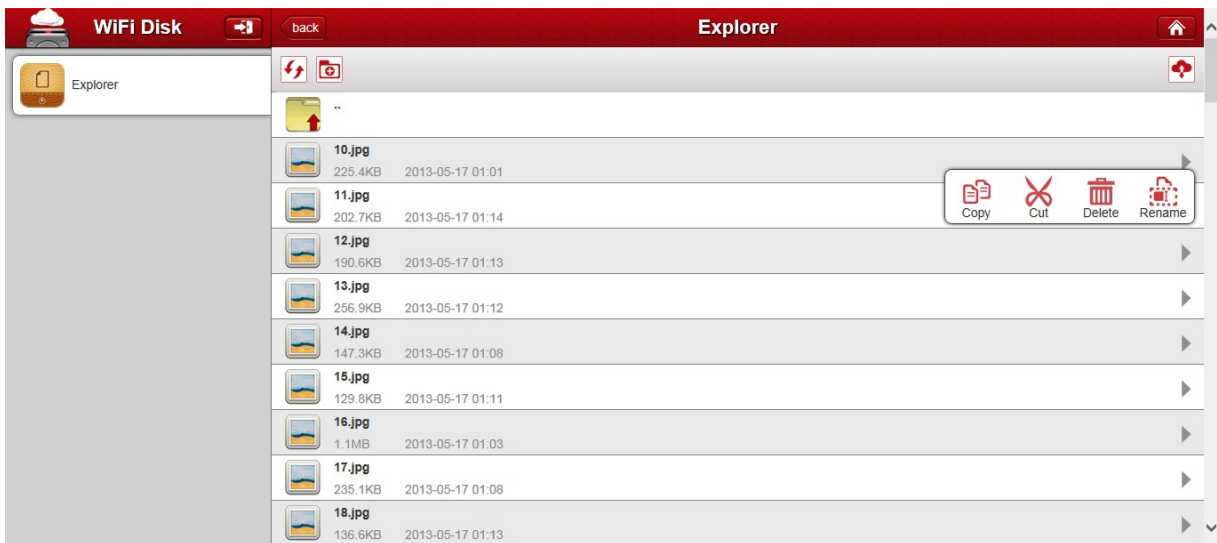 WiFi Disk
back
Explorer
Explorer
..
10.jpg
225.4KB 2013-05-17 01:01
11.jpg
202.7KB 2013-05-17 01:14
Copy Cut Delete Rename
12.jpg
190.6KB 2013-05-17 01:13
13.jpg
256.9KB 2013-05-17 01:12
14.jpg
147.3KB 2013-05-17 01:08
15.jpg
129.8KB 2013-05-17 01:11
16.jpg
1.1MB 2013-05-17 01:03
17.jpg
235.1KB 2013-05-17 01:08
18.jpg
136.6KB 2013-05-17 01:13